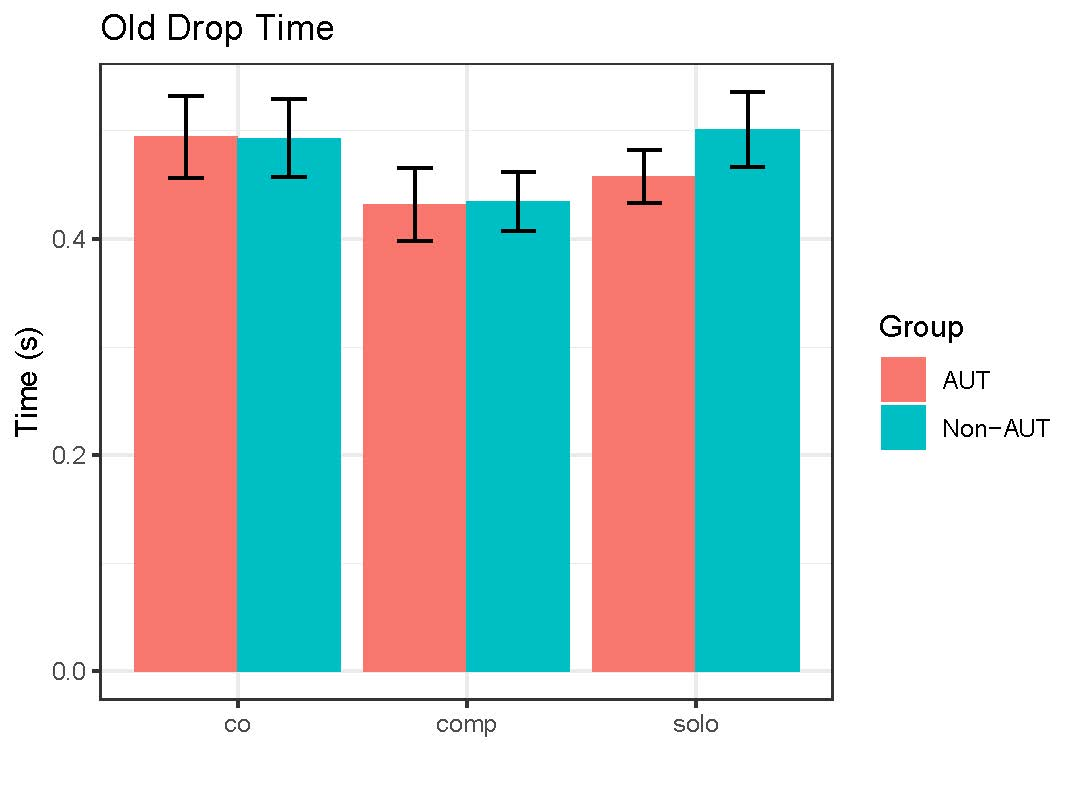 Old Drop Time
Time (s)
0.4
0.2
0.0
co
comp
solo
Group
AUT
Non−AUT